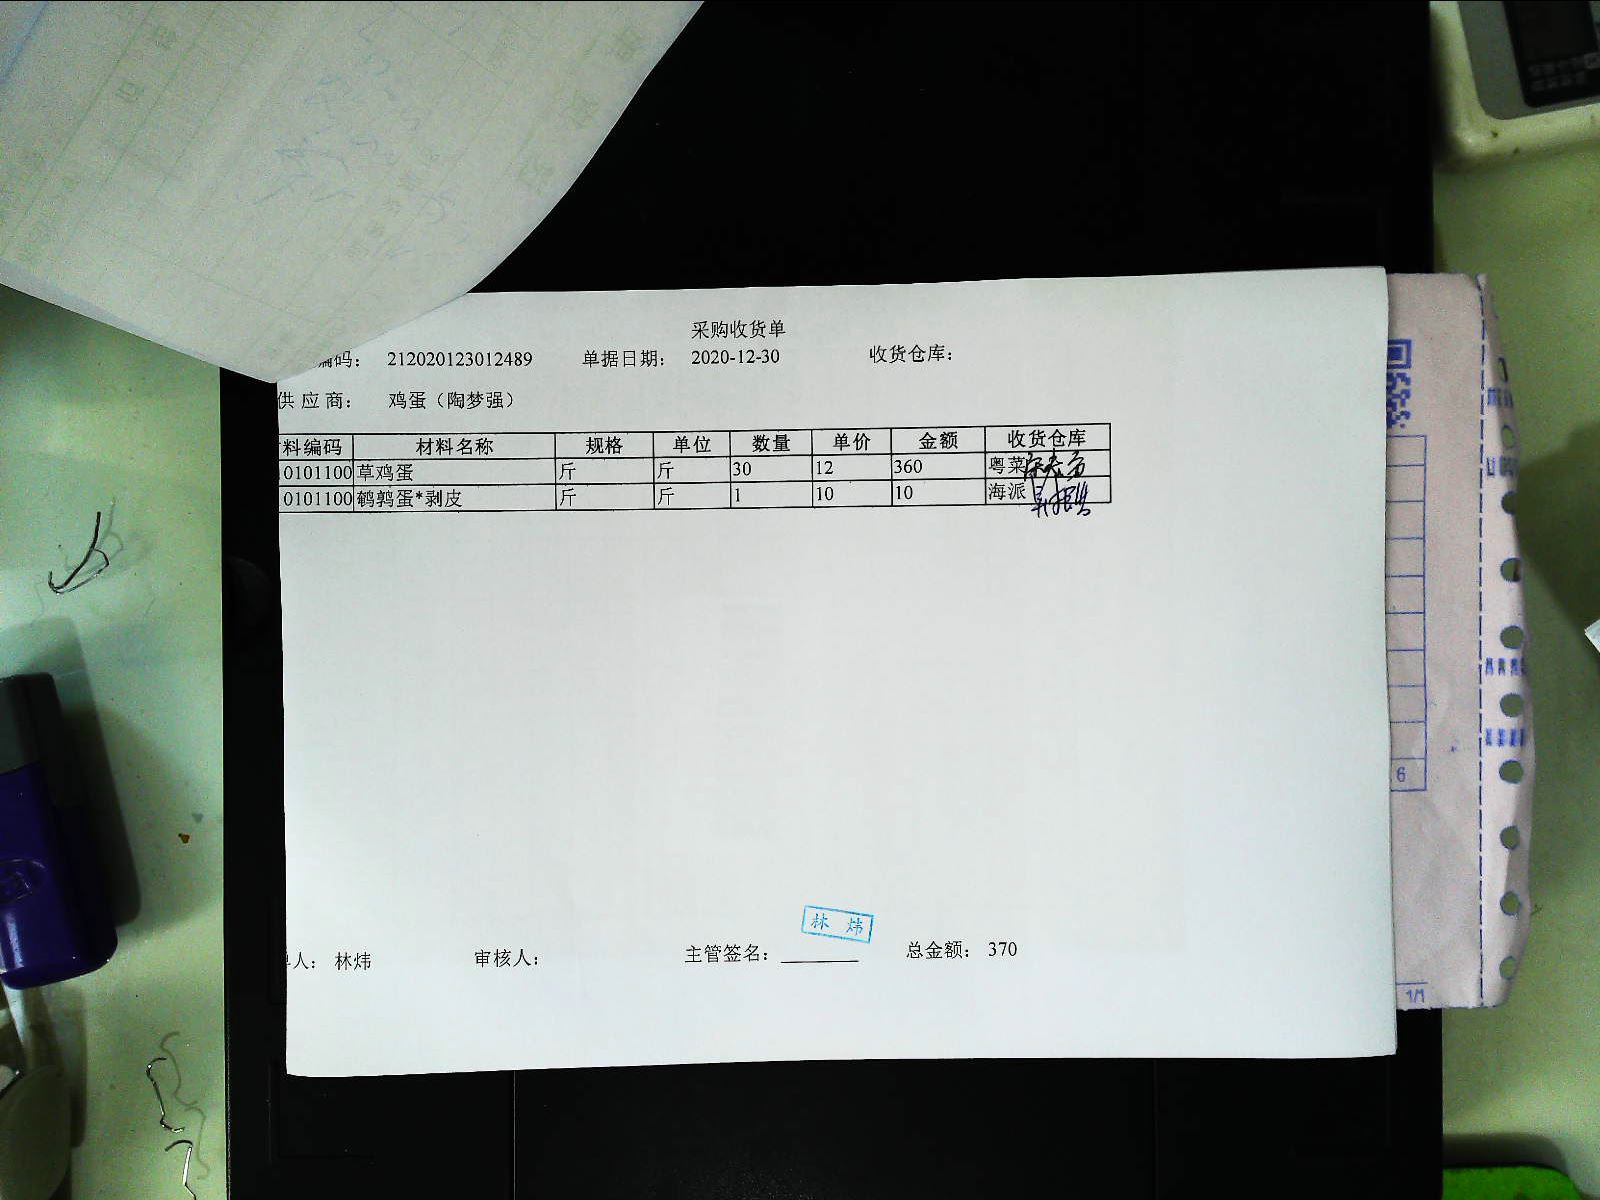 采购收货单
编码： 212020123012489 单据日期： 2020-12-30 收货仓库：
供应商： 鸡蛋（陶梦强）
料编码 材料名称 规格 单位 数量 单价 金额 收货仓库
0101100 草鸡蛋 斤 斤 30 12 360 粤菜
0101100 鹌鹑蛋*剥皮 斤 斤 1 10 10 海派
林炜
人： 林炜 审核人： 主管签名： 总金额： 370
6
1/1